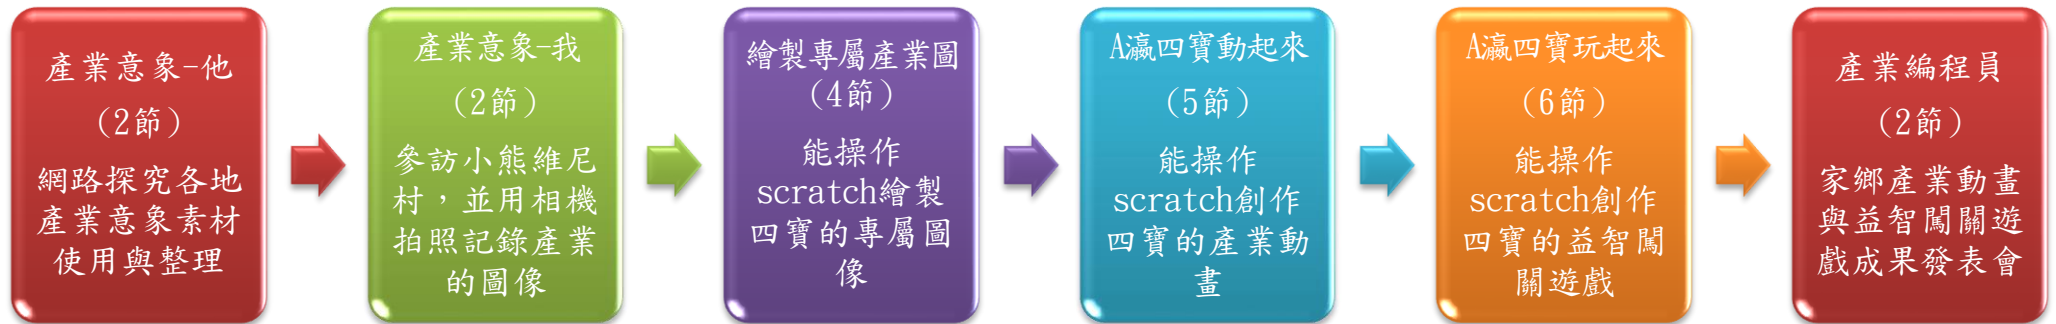 產業意象-他
(2節)
網路探究各地
產業意象素材
使用與整理
產業意象-我
(2節)
參訪小熊維尼
村，並用相機
拍照記錄產業
的圖像
繪製專屬產業圖
(4節)
能操作
scratch繪製
四寶的專屬圖
像
A瀛四寶動起來
(5節)
能操作
scratch創作
四寶的產業動
畫
A瀛四寶玩起來
(6節)
能操作
scratch創作
四寶的益智闖
關遊戲
產業編程員
(2節)
家鄉產業動畫
與益智闖關遊
戲成果發表會